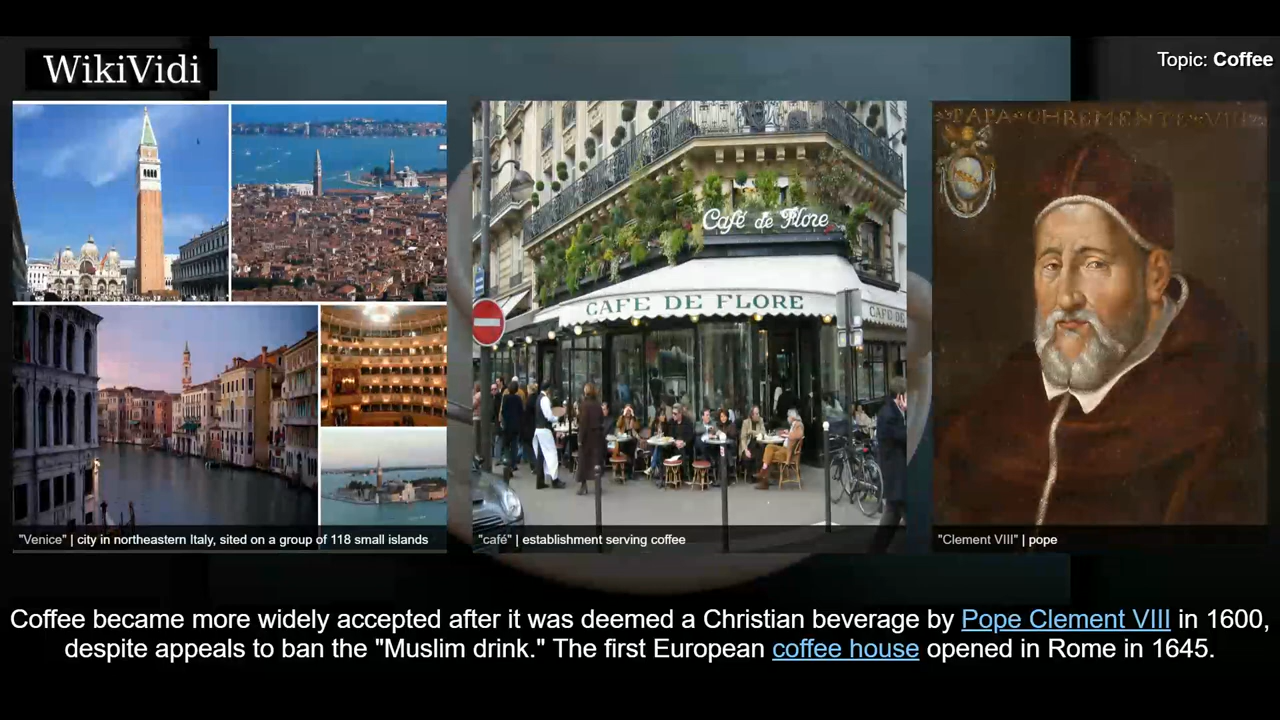 WikiVidi
Topic: Coffee
PAPA CHREMENTE VIII
Café de Flore
CAFE DE FLORE
CAFÉ DE
"Venice" | city in northeastern Italy, sited on a group of 118 small islands
"café" | establishment serving coffee
"Clement VIII" | pope
Coffee became more widely accepted after it was deemed a Christian beverage by Pope Clement VIII in 1600,
despite appeals to ban the "Muslim drink." The first European coffee house opened in Rome in 1645.